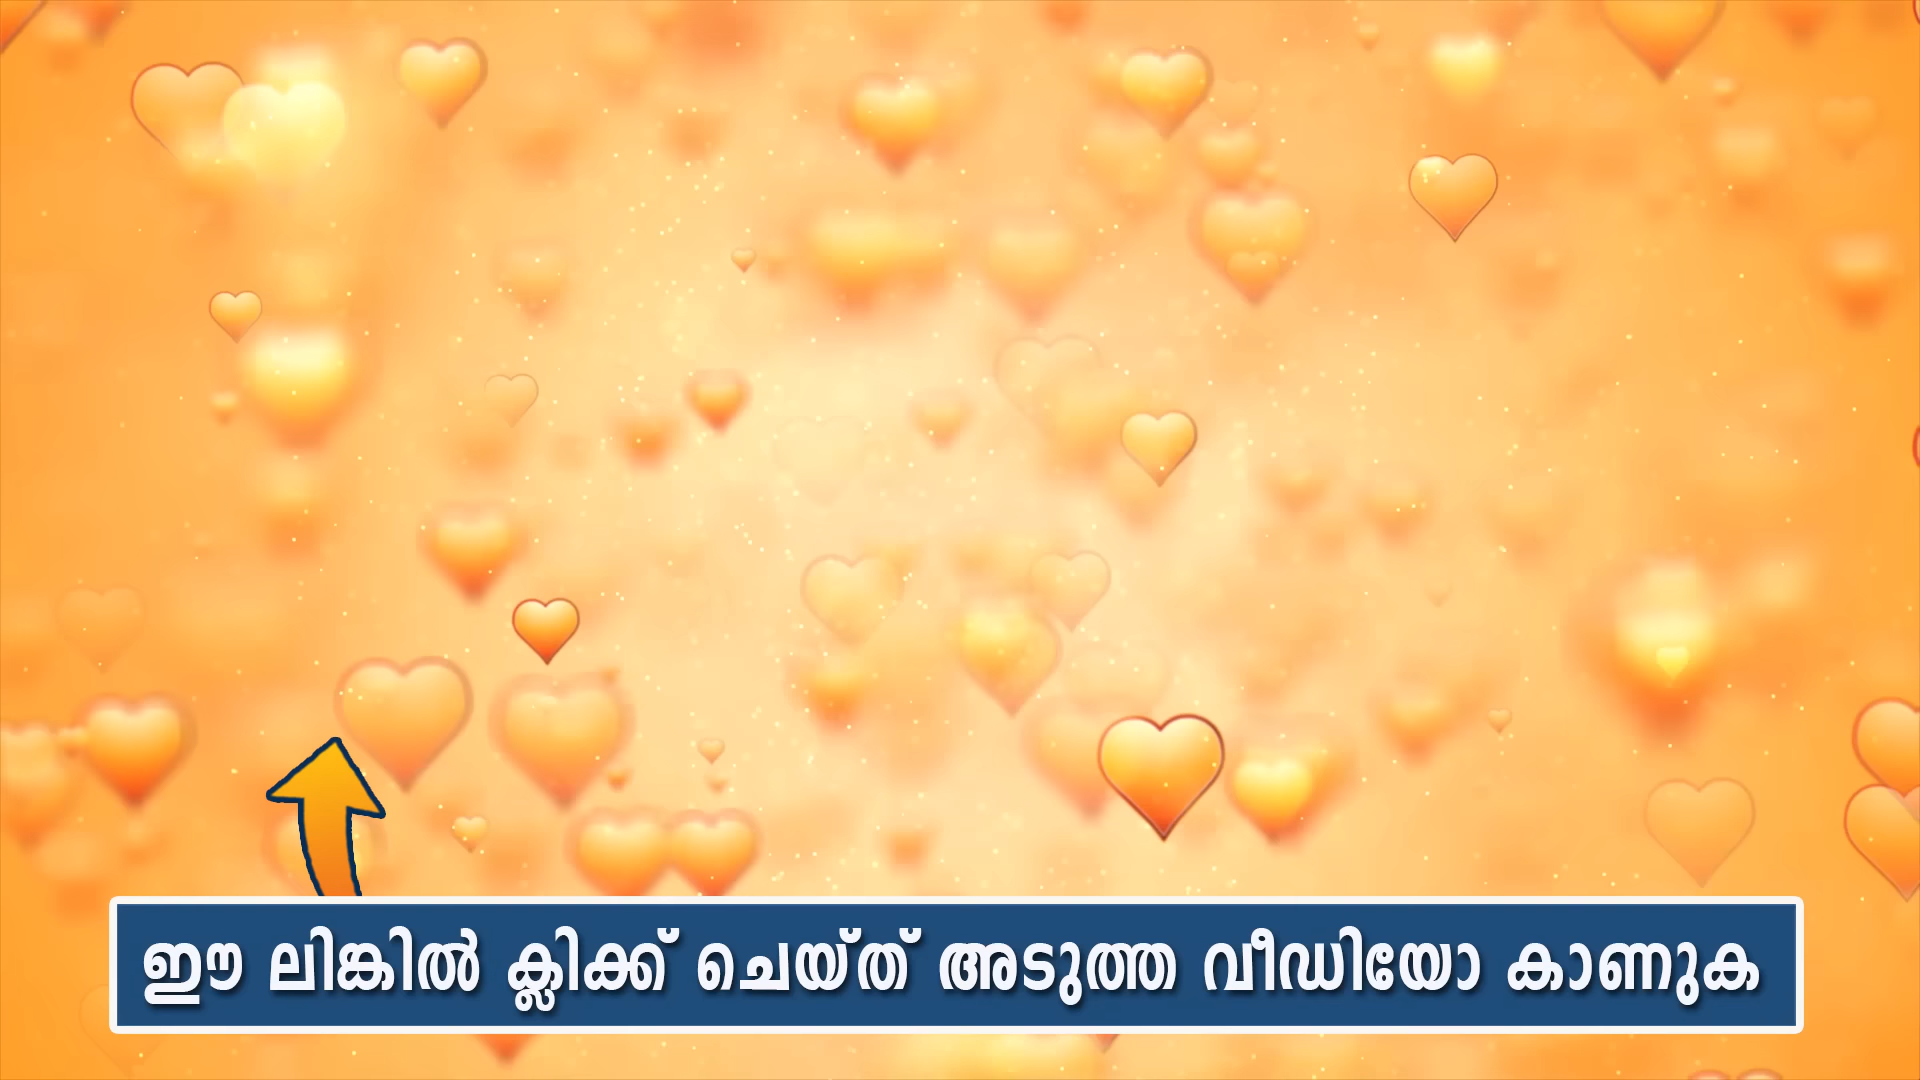 ഈ ലിങ്കിൽ ക്ലിക്ക് ചെയ്ത് അടുത്ത വീഡിയോ കാണുക